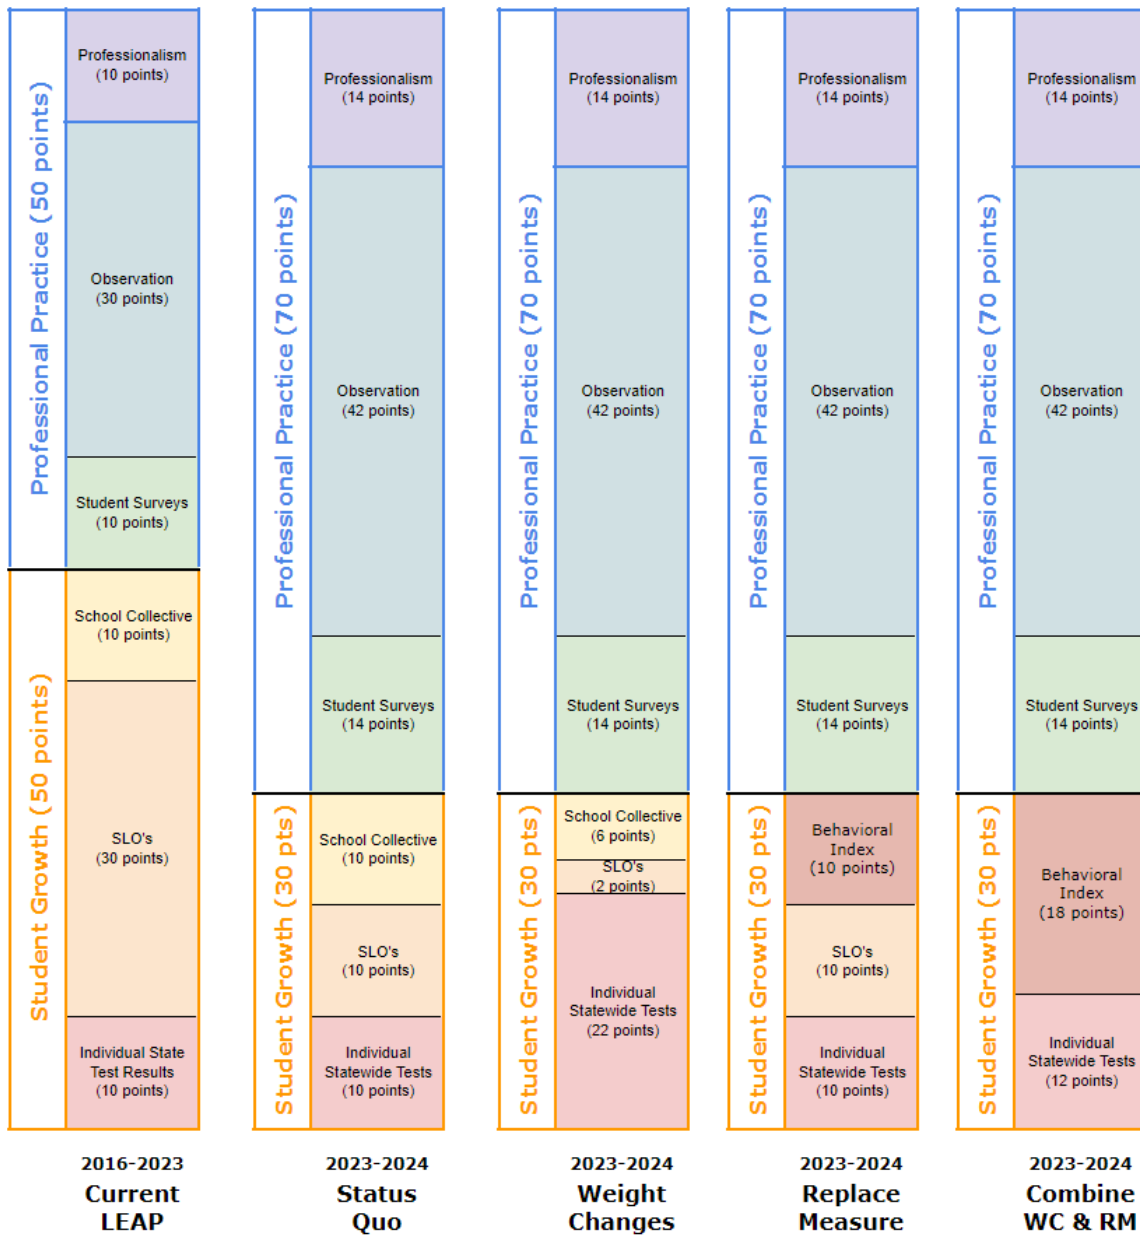 Professional Practice (50 points)
Professionalism
(10 points)
Observation
(30 points)
Student Surveys
(10 points)
Student Growth (50 points)
School Collective
(10 points)
SLO's
(30 points)
Individual State
Test Results
(10 points)
2016-2023
Current
LEAP
Professional Practice (70 points)
Professionalism
(14 points)
Observation
(42 points)
Student Surveys
(14 points)
Student Growth (30 pts)
School Collective
(10 points)
SLO's
(10 points)
Individual
Statewide Tests
(10 points)
2023-2024
Status
Quo
Professional Practice (70 points)
Professionalism
(14 points)
Observation
(42 points)
Student Surveys
(14 points)
Student Growth (30 pts)
School Collective
(6 points)
SLO's
(2 points)
Individual
Statewide Tests
(22 points)
2023-2024
Weight
Changes
Professional Practice (70 points)
Professionalism
(14 points)
Observation
(42 points)
Student Surveys
(14 points)
Student Growth (30 pts)
Behavioral
Index
(10 points)
SLO's
(10 points)
Individual
Statewide Tests
(10 points)
2023-2024
Replace
Measure
Professional Practice (70 points)
Professionalism
(14 points)
Observation
(42 points)
Student Surveys
(14 points)
Student Growth (30 pts)
Behavioral
Index
(18 points)
Individual
Statewide Tests
(12 points)
2023-2024
Combine
WC & RM